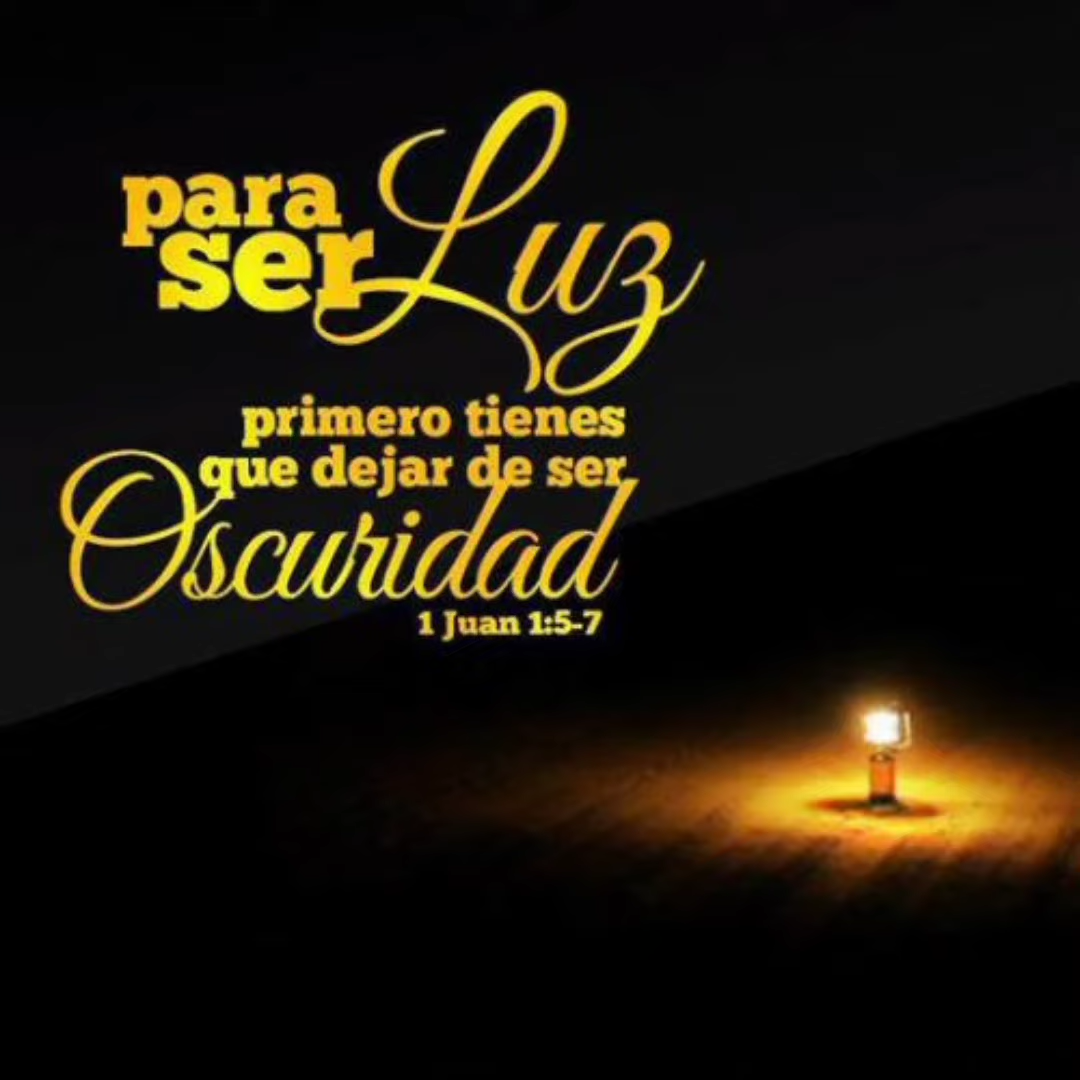 para
ser Luz
primero tienes
que dejar de ser
Oscuridad
1 Juan 1:5-7